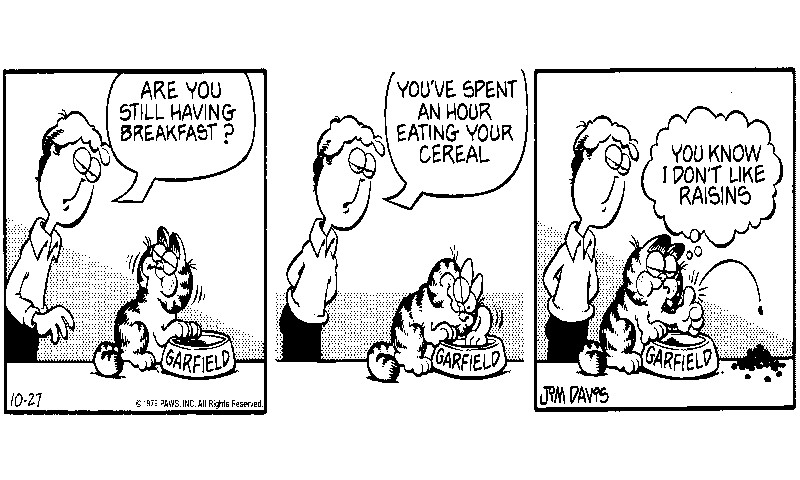 ARE YOU
STILL HAVING
BREAKFAST?
GARFIELD
10-27
© 1979 PAWS, INC. All Rights Reserved.
YOU'VE SPENT
AN HOUR
EATING YOUR
CEREAL
GARFIELD
YOU KNOW
I DON'T LIKE
RAISINS
GARFIELD
JIM DAVIS